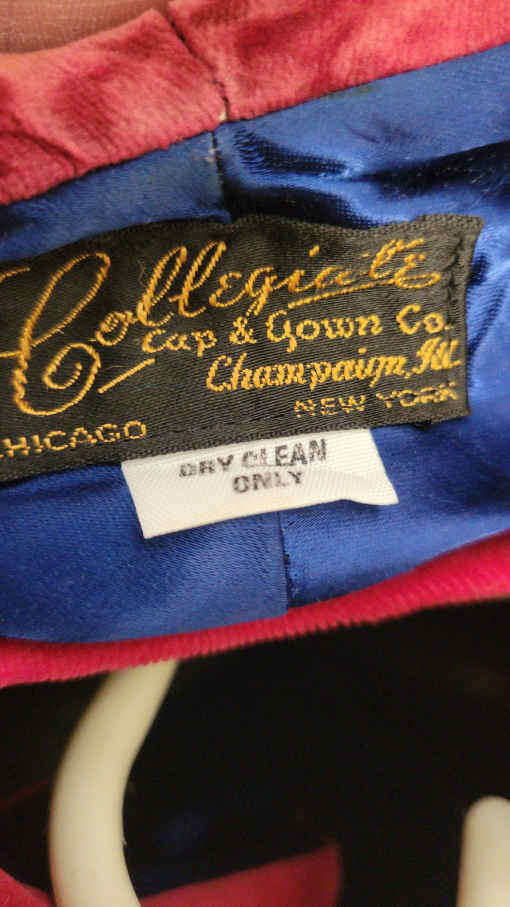 Collegiate
Cap & Gown Co.
Champaign, Ill.
CHICAGO NEW YORK
DRY CLEAN
ONLY